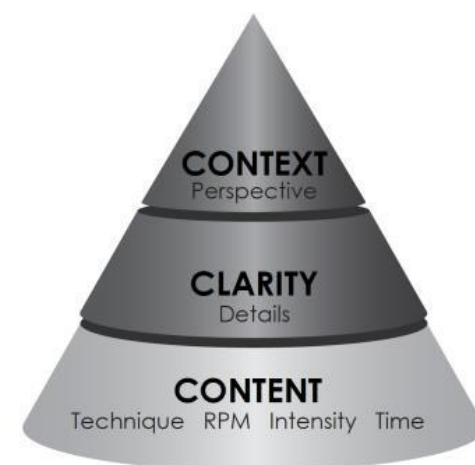 CONTEXT
Perspective
CLARITY
Details
CONTENT
Technique RPM Intensity Time